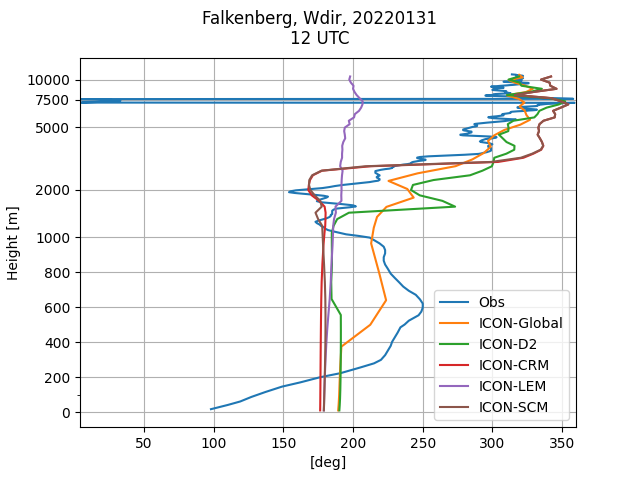 Falkenberg, Wdir, 20220131
12 UTC
Height [m]
10000
7500
5000
2000
1000
800
600
400
200
0
50
100
150
200
250
300
350
[deg]
Obs
ICON-Global
ICON-D2
ICON-CRM
ICON-LEM
ICON-SCM